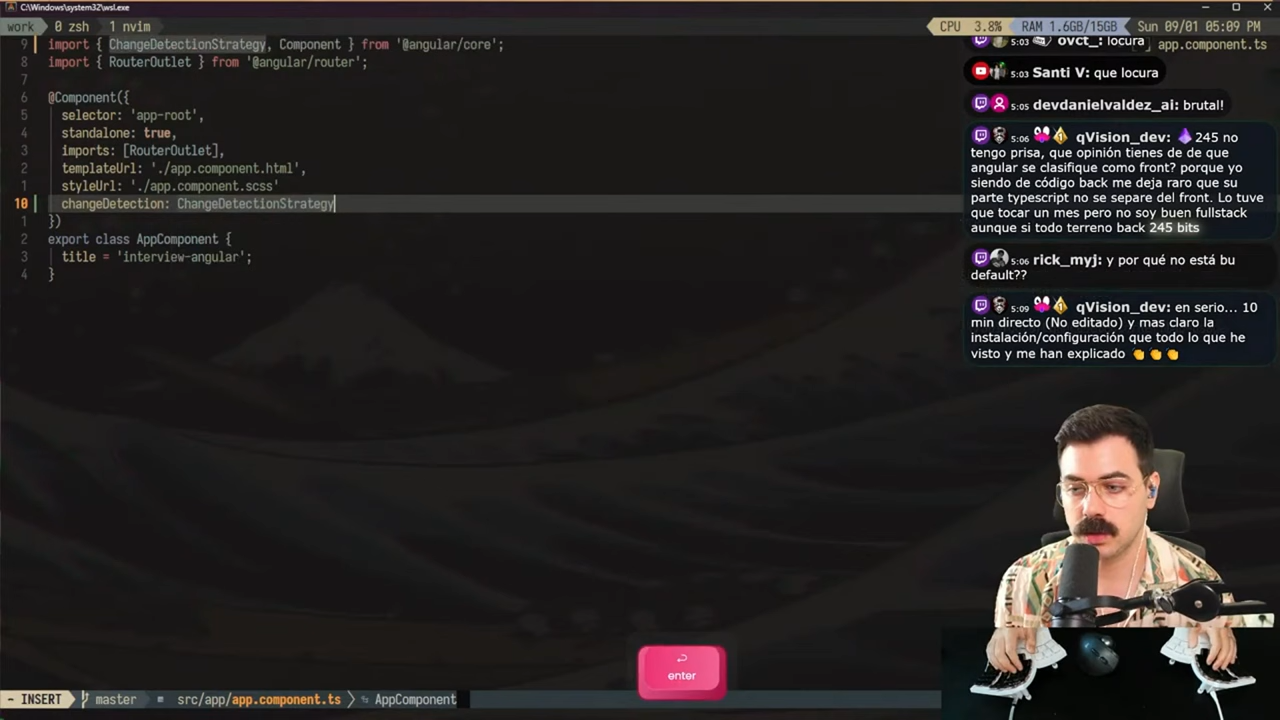 C:\Windows\system32\wsl.exe
work 0 zsh 1 nvim
CPU 3.8% RAM 1.6GB/15GB Sun 09/01 05:09 PM
app.component.ts
9 import { ChangeDetectionStrategy, Component } from '@angular/core';
8 import { RouterOutlet } from '@angular/router';
7
6 @Component({
5 selector: 'app-root',
4 standalone: true,
3 imports: [RouterOutlet],
2 templateUrl: './app.component.html',
1 styleUrl: './app.component.scss'
10 changeDetection: ChangeDetectionStrategy
1 })
2 export class AppComponent {
3 title = 'interview-angular';
4 }
5:03 ovct_: locura
5:03 Santi V: que locura
5:05 devdanielvaldez_ai: brutal!
5:06 qVision_dev: 245 no
tengo prisa, que opinión tienes de de que
angular se clasifique como front? porque yo
siendo de código back me deja raro que su
parte typescript no se separe del front. Lo tuve
que tocar un mes pero no soy buen fullstack
aunque si todo terreno back 245 bits
5:06 rick_myj: y por qué no está bu
default??
5:09 qVision_dev: en serio... 10
min directo (No editado) y mas claro la
instalación/configuración que todo lo que he
visto y me han explicado 👏 👏 👏
enter
~ INSERT master src/app/app.component.ts AppComponent